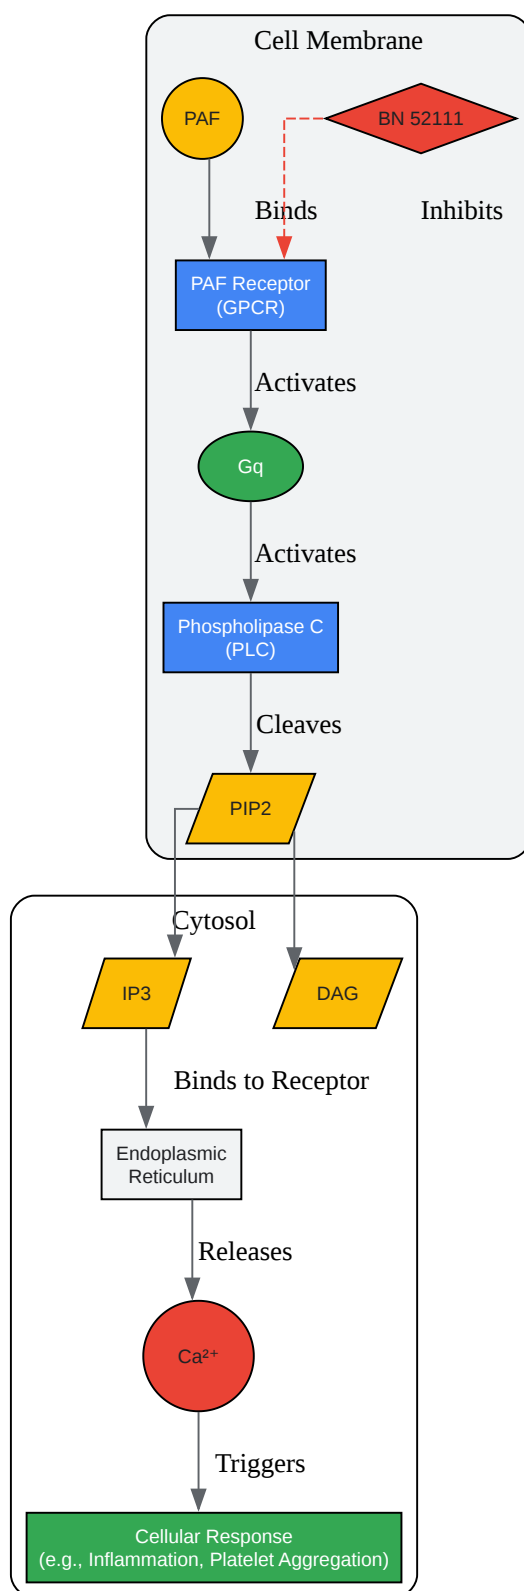 Cell Membrane
PAF
BN 52111
Binds
Inhibits
PAF Receptor
(GPCR)
Activates
Gq
Activates
Phospholipase C
(PLC)
Cleaves
PIP2
Cytosol
IP3
DAG
Binds to Receptor
Endoplasmic
Reticulum
Releases
Ca²⁺
Triggers
Cellular Response
(e.g., Inflammation, Platelet Aggregation)